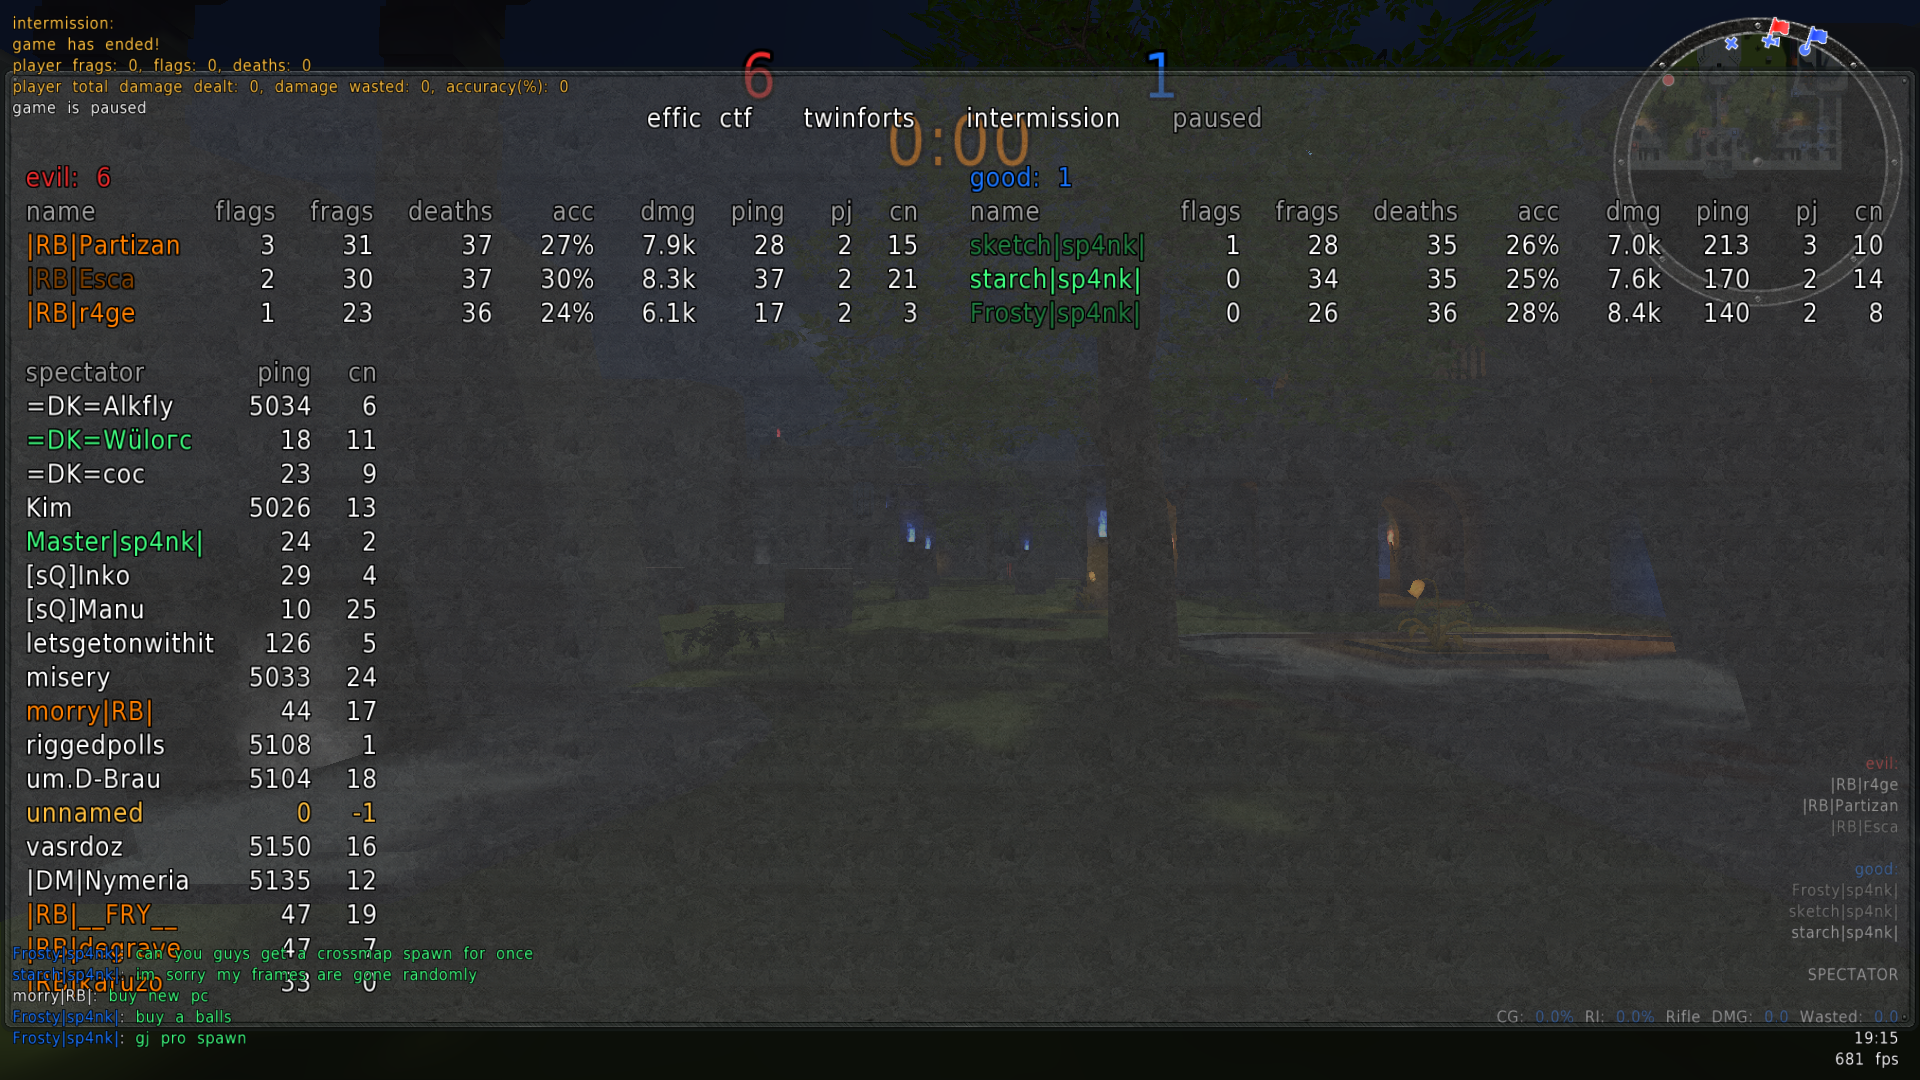 intermission:
game has ended!
player frags: 0, flags: 0, deaths: 0
player total damage dealt: 0, damage wasted: 0, accuracy(%): 0
game is paused
6 1
effic ctf twinforts intermission paused
0:00
evil: 6
name flags frags deaths acc dmg ping pj cn
|RB|Partizan 3 31 37 27% 7.9k 28 2 15
|RB|Esca 2 30 37 30% 8.3k 37 2 21
|RB|r4ge 1 23 36 24% 6.1k 17 2 3
good: 1
name flags frags deaths acc dmg ping pj cn
sketch|sp4nk| 1 28 35 26% 7.0k 213 3 10
starch|sp4nk| 0 34 35 25% 7.6k 170 2 14
Frosty|sp4nk| 0 26 36 28% 8.4k 140 2 8
spectator ping cn
=DK=Alkfly 5034 6
=DK=Wülorc 18 11
=DK=coc 23 9
Kim 5026 13
Master|sp4nk| 24 2
[sQ]Inko 29 4
[sQ]Manu 10 25
letsgetonwithit 126 5
misery 5033 24
morry|RB| 44 17
riggedpolls 5108 1
um.D-Brau 5104 18
unnamed 0 -1
vasrdoz 5150 16
|DM|Nymeria 5135 12
|RB|__FRY__ 47 19
|RB|degrave 47 7
|RB|karuzo 33 0
Frosty|sp4nk|: can you guys get a crossmap spawn for once
starch|sp4nk|: im sorry my frames are gone randomly
morry|RB|: buy new pc
Frosty|sp4nk|: buy a balls
Frosty|sp4nk|: gj pro spawn
evil:
|RB|r4ge
|RB|Partizan
|RB|Esca
good:
Frosty|sp4nk|
sketch|sp4nk|
starch|sp4nk|
SPECTATOR
CG: 0.0% RI: 0.0% Rifle DMG: 0.0 Wasted: 0.0
19:15
681 fps